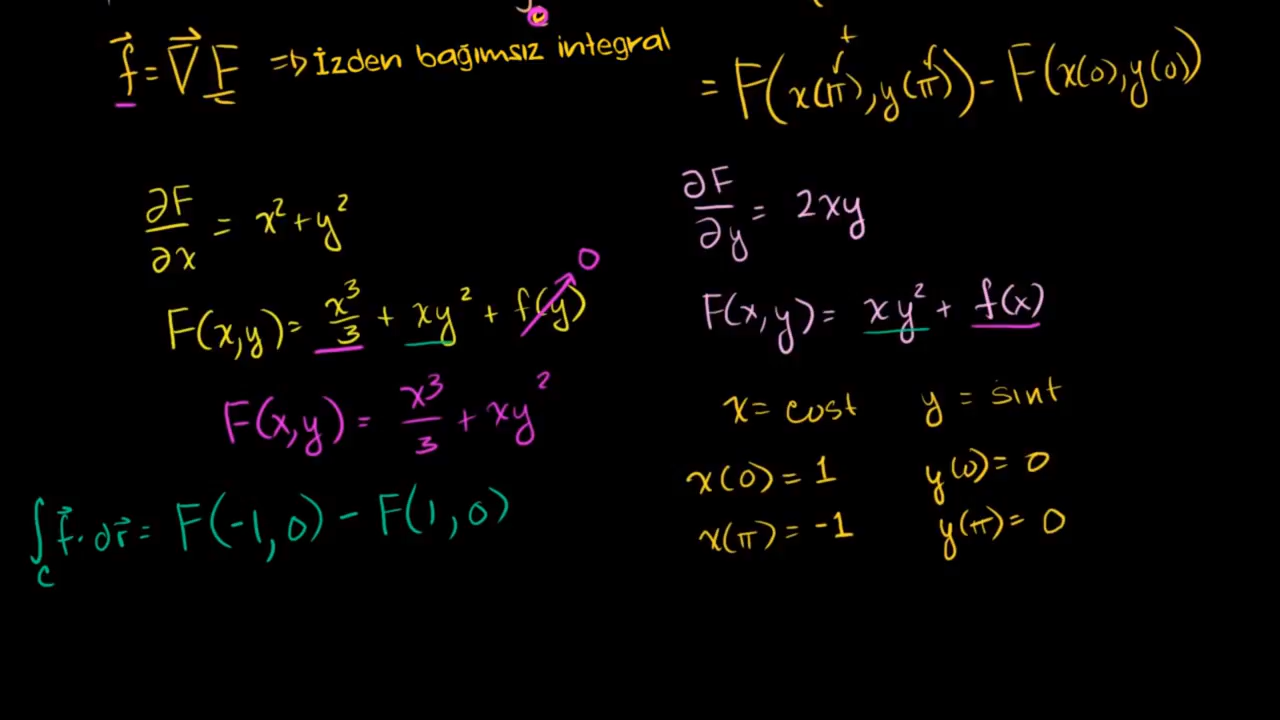 f⃗ = ∇⃗ F => İzden bağımsız integral
= F(x(π), y(π)) - F(x(0), y(0))
∂F/∂x = x² + y²
F(x,y) = x³/3 + xy² + f(y) 0
F(x,y) = x³/3 + xy²
∫c f⃗ · dr⃗ = F(-1, 0) - F(1, 0)
∂F/∂y = 2xy
F(x,y) = xy² + f(x)
x = cost y = sint
x(0) = 1 y(0) = 0
x(π) = -1 y(π) = 0